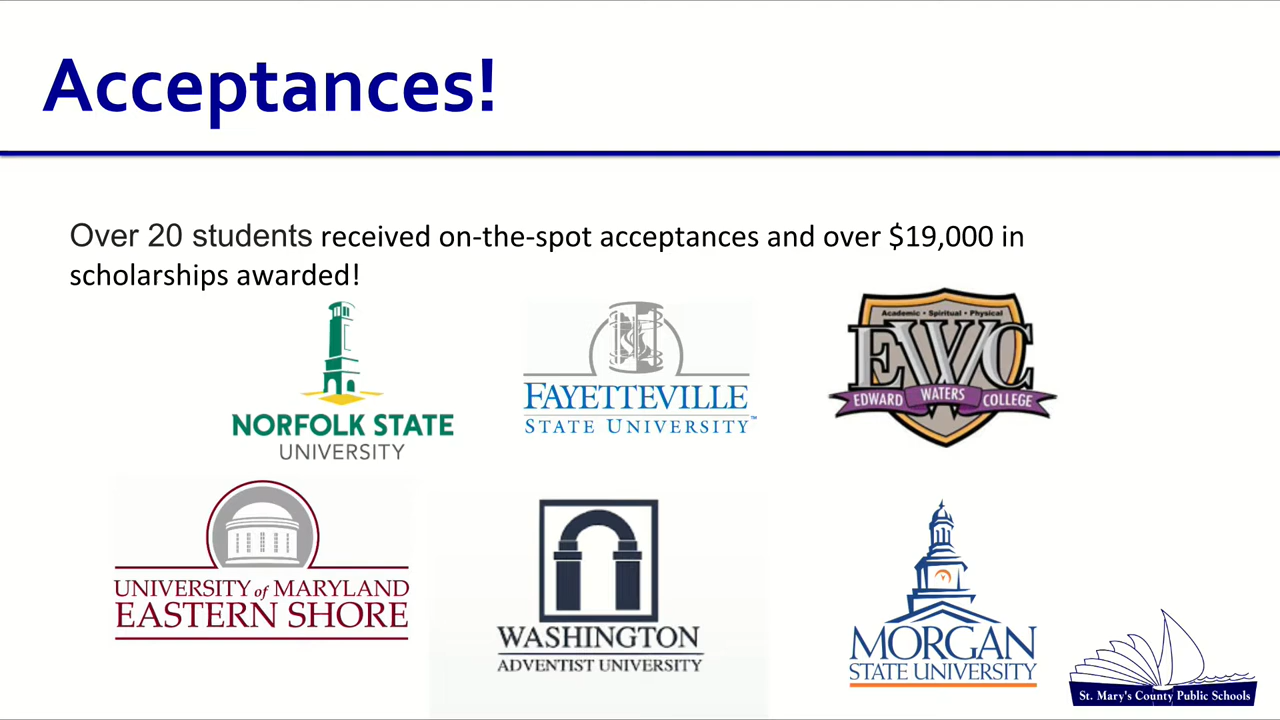 Acceptances!
Over 20 students received on-the-spot acceptances and over $19,000 in
scholarships awarded!
NORFOLK STATE
UNIVERSITY
FAYETTEVILLE
STATE UNIVERSITY™
Academic • Spiritual • Physical
EWC
EDWARD WATERS COLLEGE
UNIVERSITY of MARYLAND
EASTERN SHORE
WASHINGTON
ADVENTIST UNIVERSITY
MORGAN
STATE UNIVERSITY
St. Mary's County Public Schools